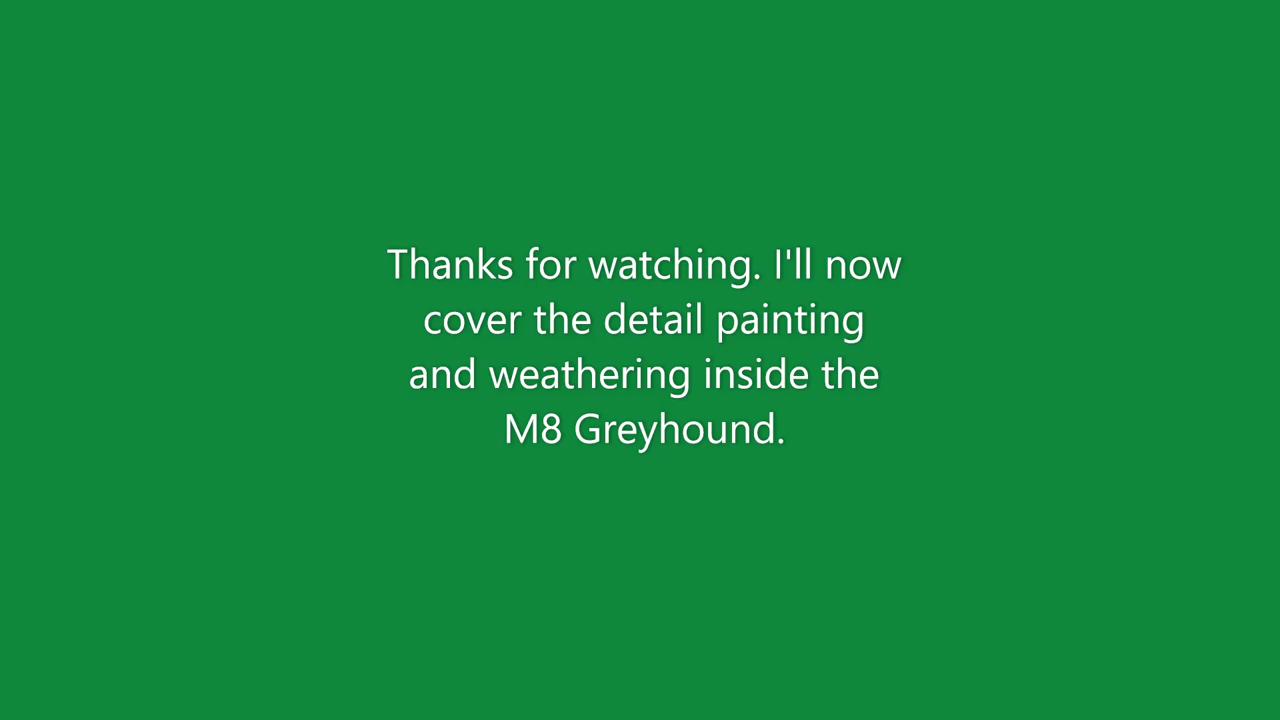 Thanks for watching. I'll now
cover the detail painting
and weathering inside the
M8 Greyhound.